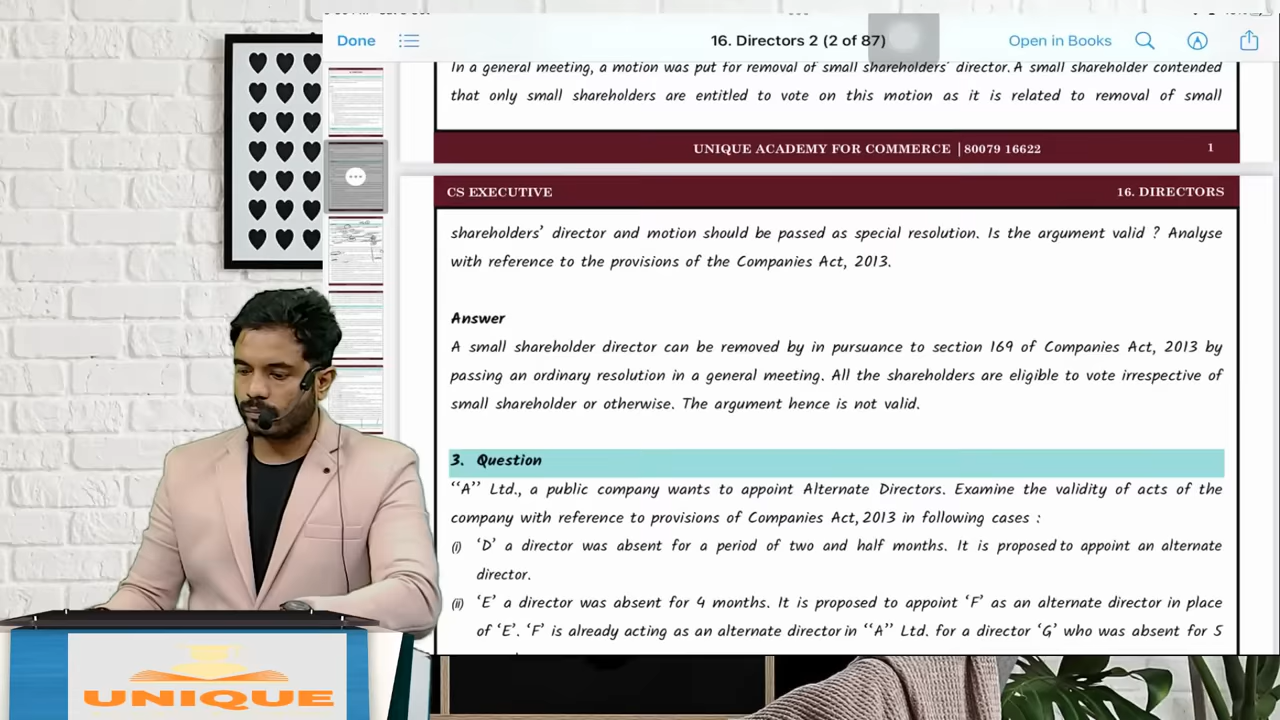 Done
16. Directors 2 (2 of 87)
Open in Books
In a general meeting, a motion was put for removal of small shareholders' director. A small shareholder contended
that only small shareholders are entitled to vote on this motion as it is related to removal of small
UNIQUE ACADEMY FOR COMMERCE | 80079 16622
1
CS EXECUTIVE
16. DIRECTORS
shareholders' director and motion should be passed as special resolution. Is the argument valid ? Analyse
with reference to the provisions of the Companies Act, 2013.
Answer
A small shareholder director can be removed by in pursuance to section 169 of Companies Act, 2013 by
passing an ordinary resolution in a general meeting. All the shareholders are eligible to vote irrespective of
small shareholder or otherwise. The argument hence is not valid.
3. Question
"A" Ltd., a public company wants to appoint Alternate Directors. Examine the validity of acts of the
company with reference to provisions of Companies Act, 2013 in following cases :
(i) 'D' a director was absent for a period of two and half months. It is proposed to appoint an alternate
director.
(ii) 'E' a director was absent for 4 months. It is proposed to appoint 'F' as an alternate director in place
of 'E'. 'F' is already acting as an alternate director in "A" Ltd. for a director 'G' who was absent for 5
UNIQUE